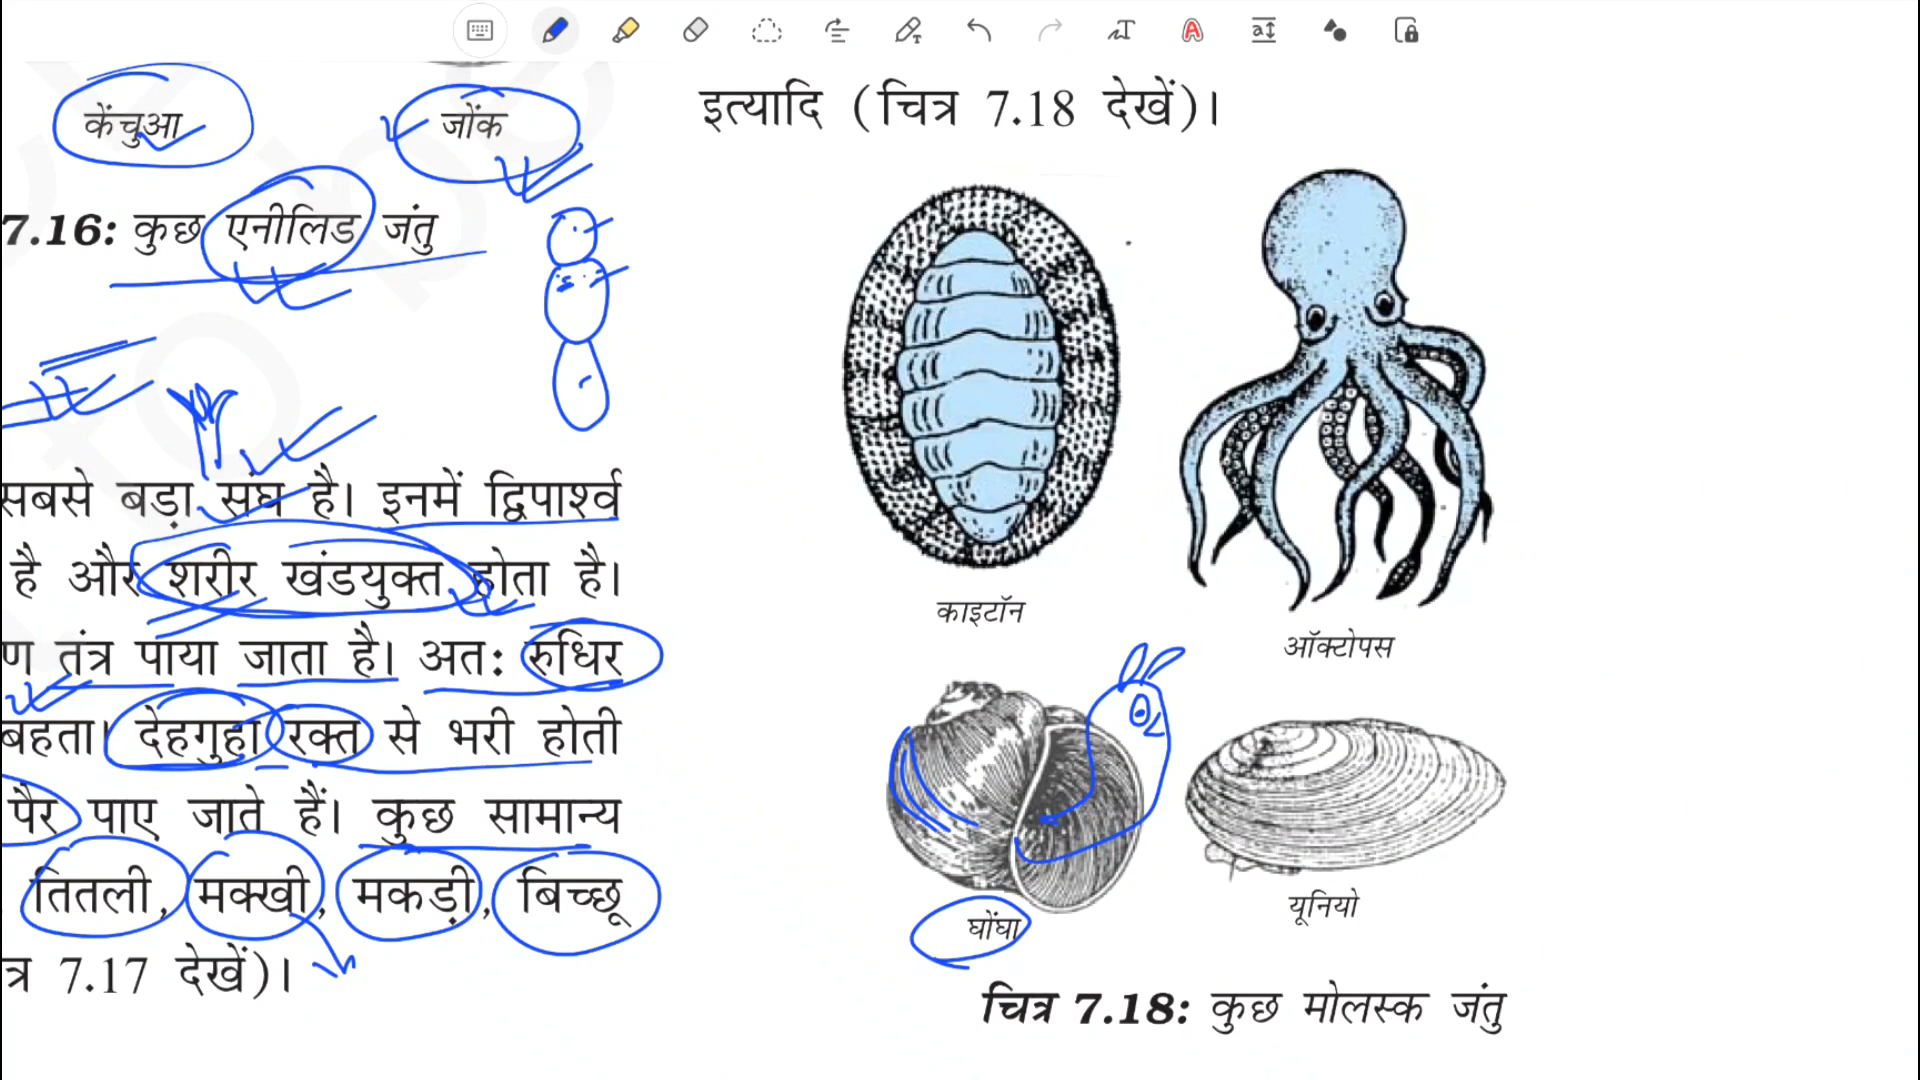 केंचुआ
जोंक
7.16: कुछ एनीलिड जंतु
सबसे बड़ा संघ है। इनमें द्विपार्श्व
है और शरीर खंडयुक्त होता है।
ण तंत्र पाया जाता है। अतः रुधिर
बहता। देहगुहा रक्त से भरी होती
पैर पाए जाते हैं। कुछ सामान्य
तितली, मक्खी, मकड़ी, बिच्छू
त्र 7.17 देखें)।
इत्यादि (चित्र 7.18 देखें)।
काइटॉन
ऑक्टोपस
घोंघा
यूनियो
चित्र 7.18: कुछ मोलस्क जंतु